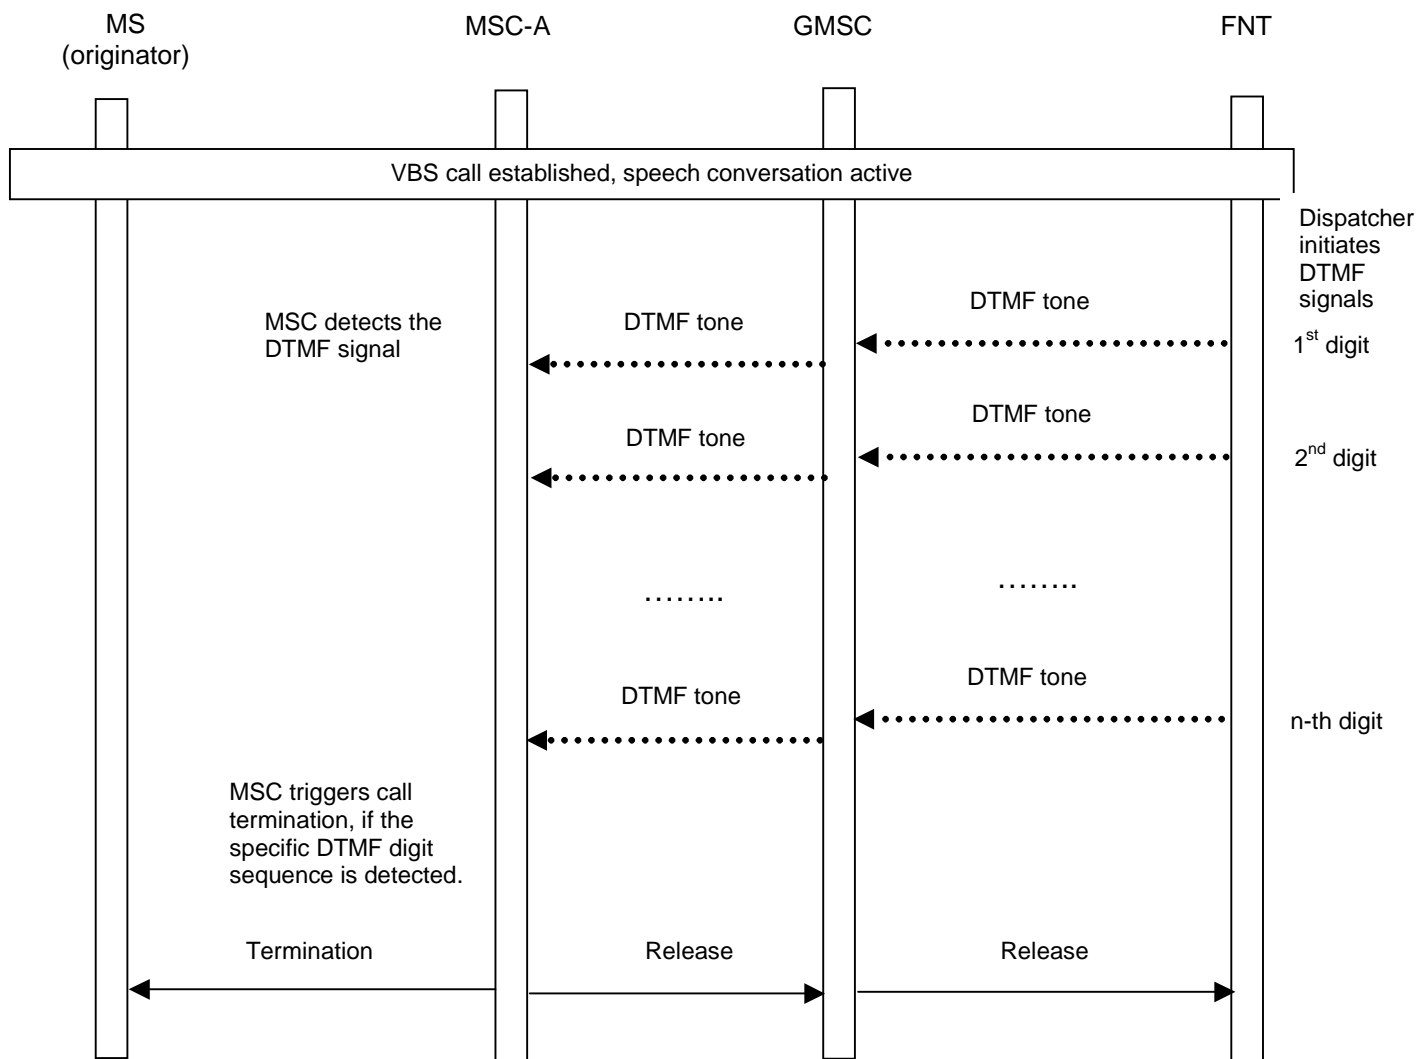 MS
(originator)
MSC-A
GMSC
FNT
VBS call established, speech conversation active
Dispatcher
initiates
DTMF
signals
MSC detects the
DTMF signal
DTMF tone
DTMF tone
1st digit
DTMF tone
DTMF tone
2nd digit
........
........
DTMF tone
DTMF tone
n-th digit
MSC triggers call
termination, if the
specific DTMF digit
sequence is detected.
Termination
Release
Release